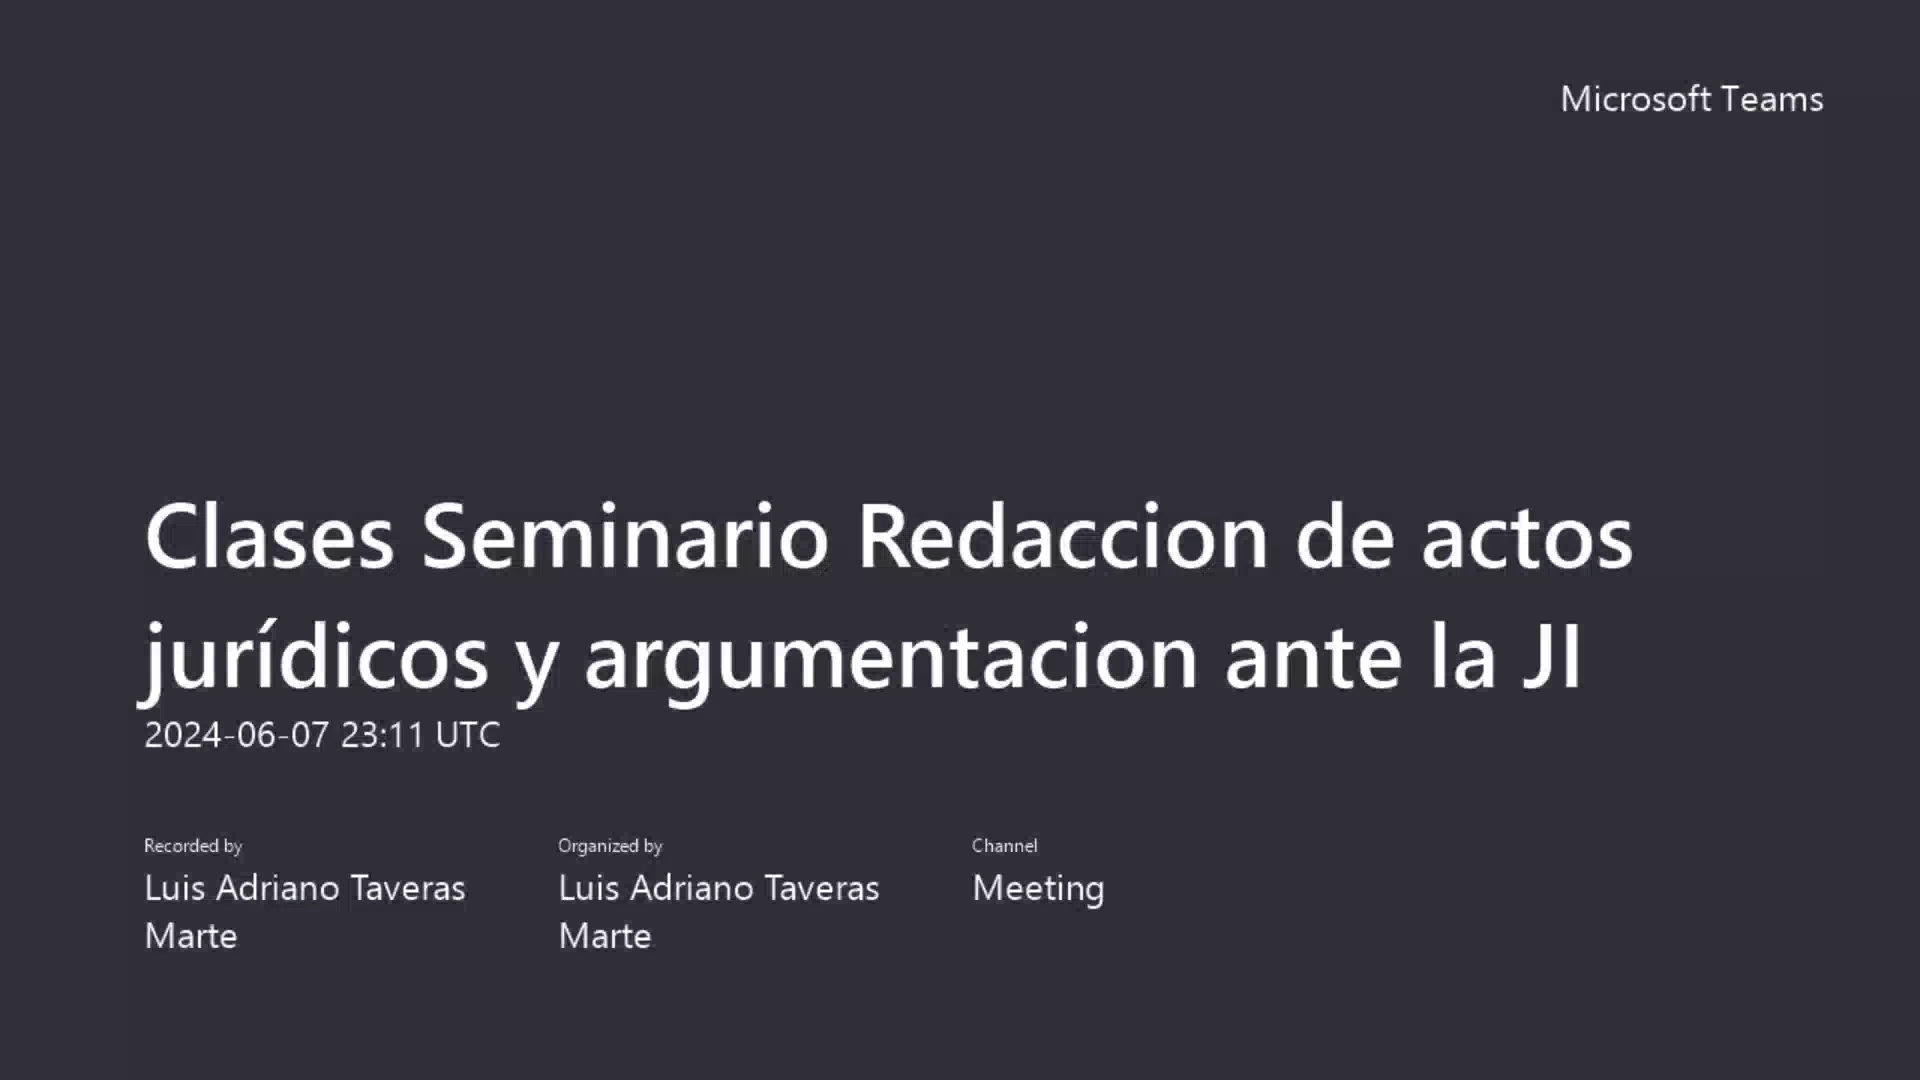 Microsoft Teams
Clases Seminario Redaccion de actos
jurídicos y argumentacion ante la JI
2024-06-07 23:11 UTC
Recorded by
Luis Adriano Taveras
Marte
Organized by
Luis Adriano Taveras
Marte
Channel
Meeting